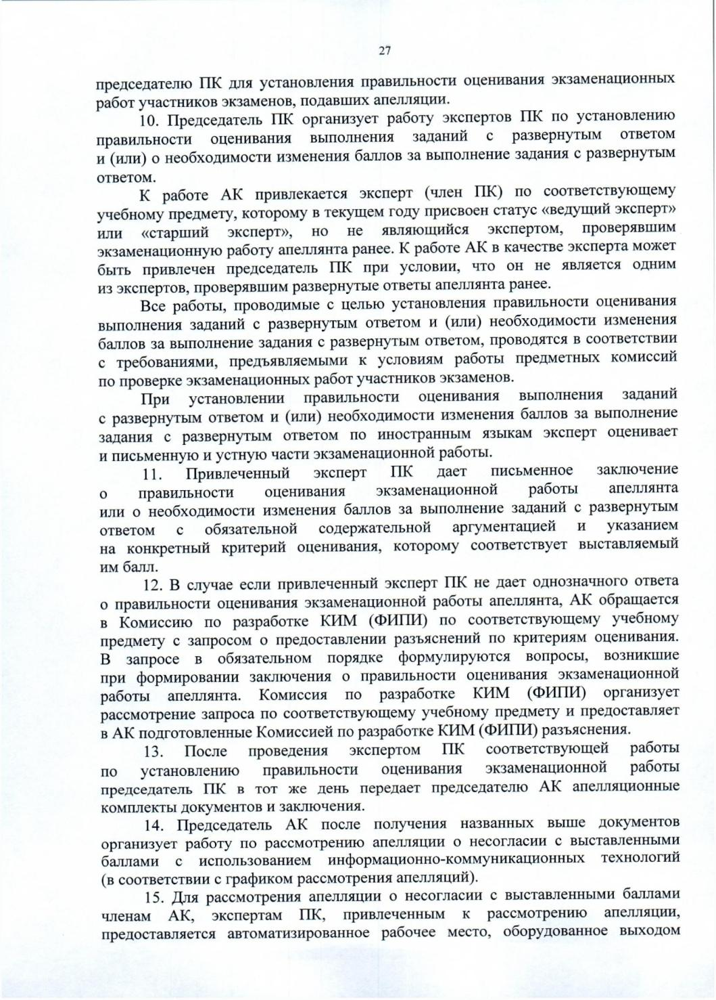 27
председателю ПК для установления правильности оценивания экзаменационных
работ участников экзаменов, подавших апелляции.
10. Председатель ПК организует работу экспертов ПК по установлению
правильности оценивания выполнения заданий с развернутым ответом
и (или) о необходимости изменения баллов за выполнение задания с развернутым
ответом.
К работе АК привлекается эксперт (член ПК) по соответствующему
учебному предмету, которому в текущем году присвоен статус «ведущий эксперт»
или «старший эксперт», но не являющийся экспертом, проверявшим
экзаменационную работу апеллянта ранее. К работе АК в качестве эксперта может
быть привлечен председатель ПК при условии, что он не является одним
из экспертов, проверявшим развернутые ответы апеллянта ранее.
Все работы, проводимые с целью установления правильности оценивания
выполнения заданий с развернутым ответом и (или) необходимости изменения
баллов за выполнение задания с развернутым ответом, проводятся в соответствии
с требованиями, предъявляемыми к условиям работы предметных комиссий
по проверке экзаменационных работ участников экзаменов.
При установлении правильности оценивания выполнения заданий
с развернутым ответом и (или) необходимости изменения баллов за выполнение
задания с развернутым ответом по иностранным языкам эксперт оценивает
и письменную и устную части экзаменационной работы.
11. Привлеченный эксперт ПК дает письменное заключение
о правильности оценивания экзаменационной работы апеллянта
или о необходимости изменения баллов за выполнение заданий с развернутым
ответом с обязательной содержательной аргументацией и указанием
на конкретный критерий оценивания, которому соответствует выставляемый
им балл.
12. В случае если привлеченный эксперт ПК не дает однозначного ответа
о правильности оценивания экзаменационной работы апеллянта, АК обращается
в Комиссию по разработке КИМ (ФИПИ) по соответствующему учебному
предмету с запросом о предоставлении разъяснений по критериям оценивания.
В запросе в обязательном порядке формулируются вопросы, возникшие
при формировании заключения о правильности оценивания экзаменационной
работы апеллянта. Комиссия по разработке КИМ (ФИПИ) организует
рассмотрение запроса по соответствующему учебному предмету и предоставляет
в АК подготовленные Комиссией по разработке КИМ (ФИПИ) разъяснения.
13. После проведения экспертом ПК соответствующей работы
по установлению правильности оценивания экзаменационной работы
председатель ПК в тот же день передает председателю АК апелляционные
комплекты документов и заключения.
14. Председатель АК после получения названных выше документов
организует работу по рассмотрению апелляции о несогласии с выставленными
баллами с использованием информационно-коммуникационных технологий
(в соответствии с графиком рассмотрения апелляций).
15. Для рассмотрения апелляции о несогласии с выставленными баллами
членам АК, экспертам ПК, привлеченным к рассмотрению апелляции,
предоставляется автоматизированное рабочее место, оборудованное выходом